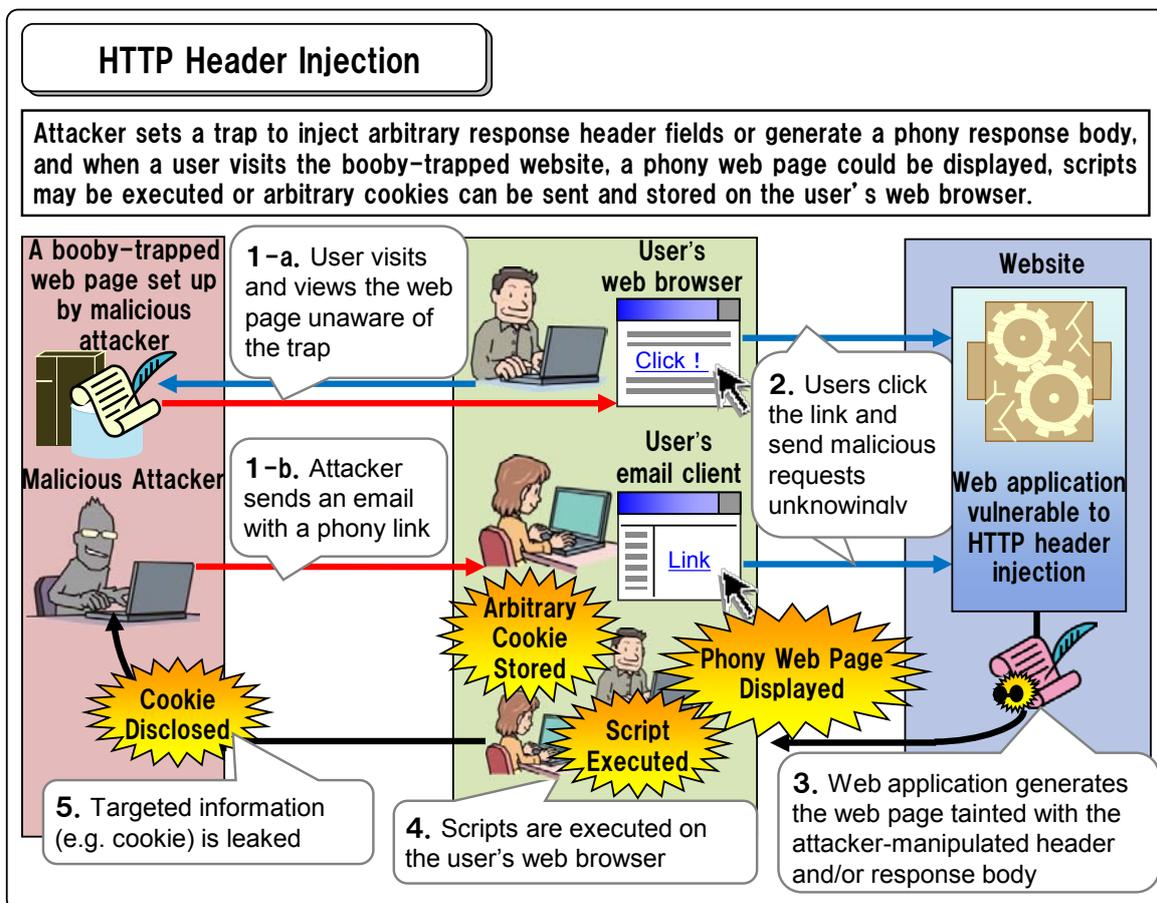 HTTP Header Injection
Attacker sets a trap to inject arbitrary response header fields or generate a phony response body,
and when a user visits the booby-trapped website, a phony web page could be displayed, scripts
may be executed or arbitrary cookies can be sent and stored on the user's web browser.
A booby-trapped
web page set up
by malicious
attacker
1-a. User visits
and views the web
page unaware of
the trap
User's
web browser
Click !
Website
2. Users click
the link and
send malicious
requests
unknowingly
Malicious Attacker
1-b. Attacker
sends an email
with a phony link
User's
email client
Link
Web application
vulnerable to
HTTP header
injection
Arbitrary
Cookie
Stored
Phony Web Page
Displayed
Cookie
Disclosed
Script
Executed
3. Web application generates
the web page tainted with the
attacker-manipulated header
and/or response body
4. Scripts are executed on
the user's web browser
5. Targeted information
(e.g. cookie) is leaked